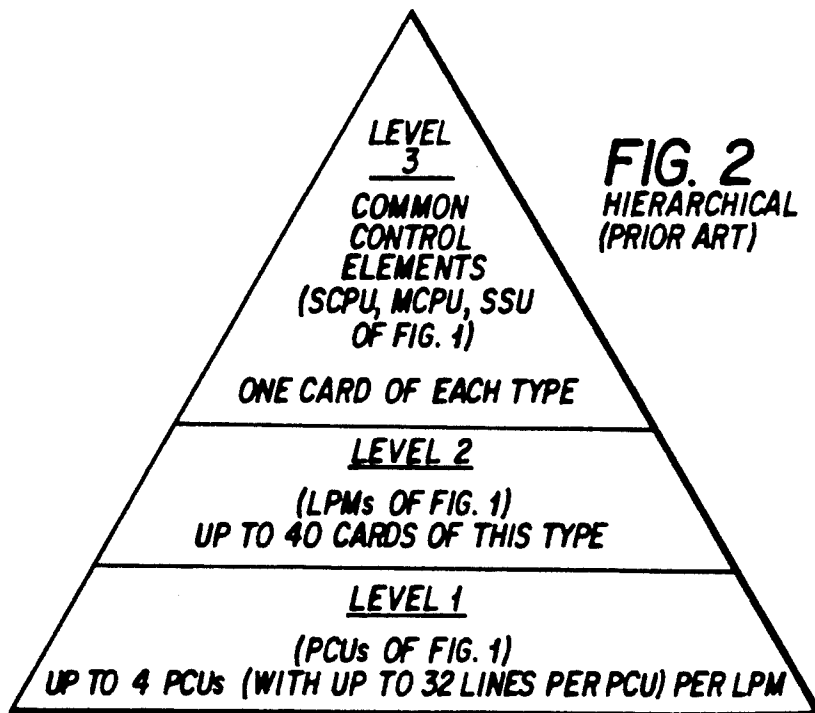 LEVEL
3
COMMON
CONTROL
ELEMENTS
(SCPU, MCPU, SSU
OF FIG. 1)
ONE CARD OF EACH TYPE
FIG. 2
HIERARCHICAL
(PRIOR ART)
LEVEL 2
(LPMs OF FIG. 1)
UP TO 40 CARDS OF THIS TYPE
LEVEL 1
(PCUs OF FIG. 1)
UP TO 4 PCUs (WITH UP TO 32 LINES PER PCU) PER LPM